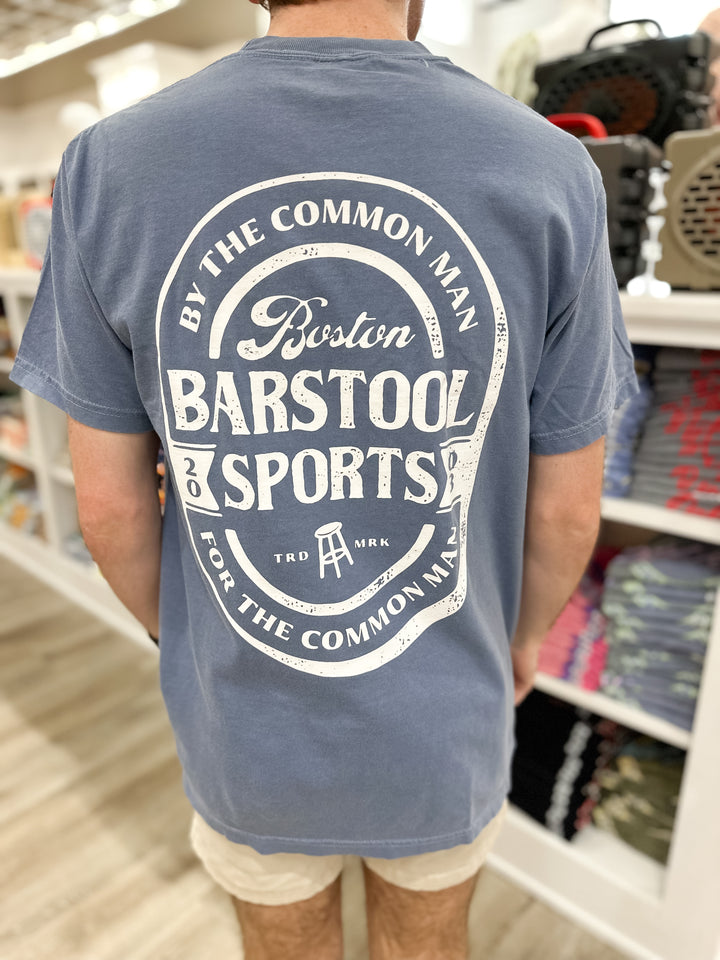 BY THE COMMON MAN
Boston
BARSTOOL
20 SPORTS 03
TRD MRK
FOR THE COMMON MAN